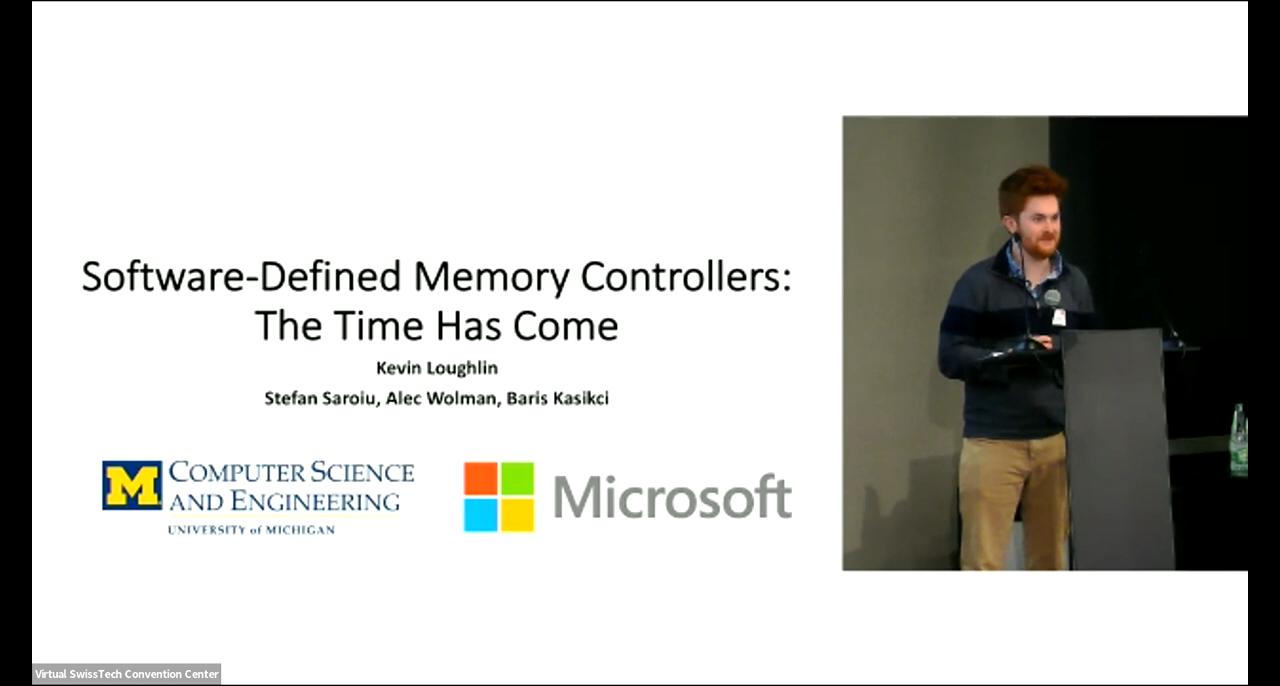 Software-Defined Memory Controllers:
The Time Has Come
Kevin Loughlin
Stefan Saroiu, Alec Wolman, Baris Kasikci
M COMPUTER SCIENCE
AND ENGINEERING
UNIVERSITY of MICHIGAN
Microsoft
Virtual SwissTech Convention Center